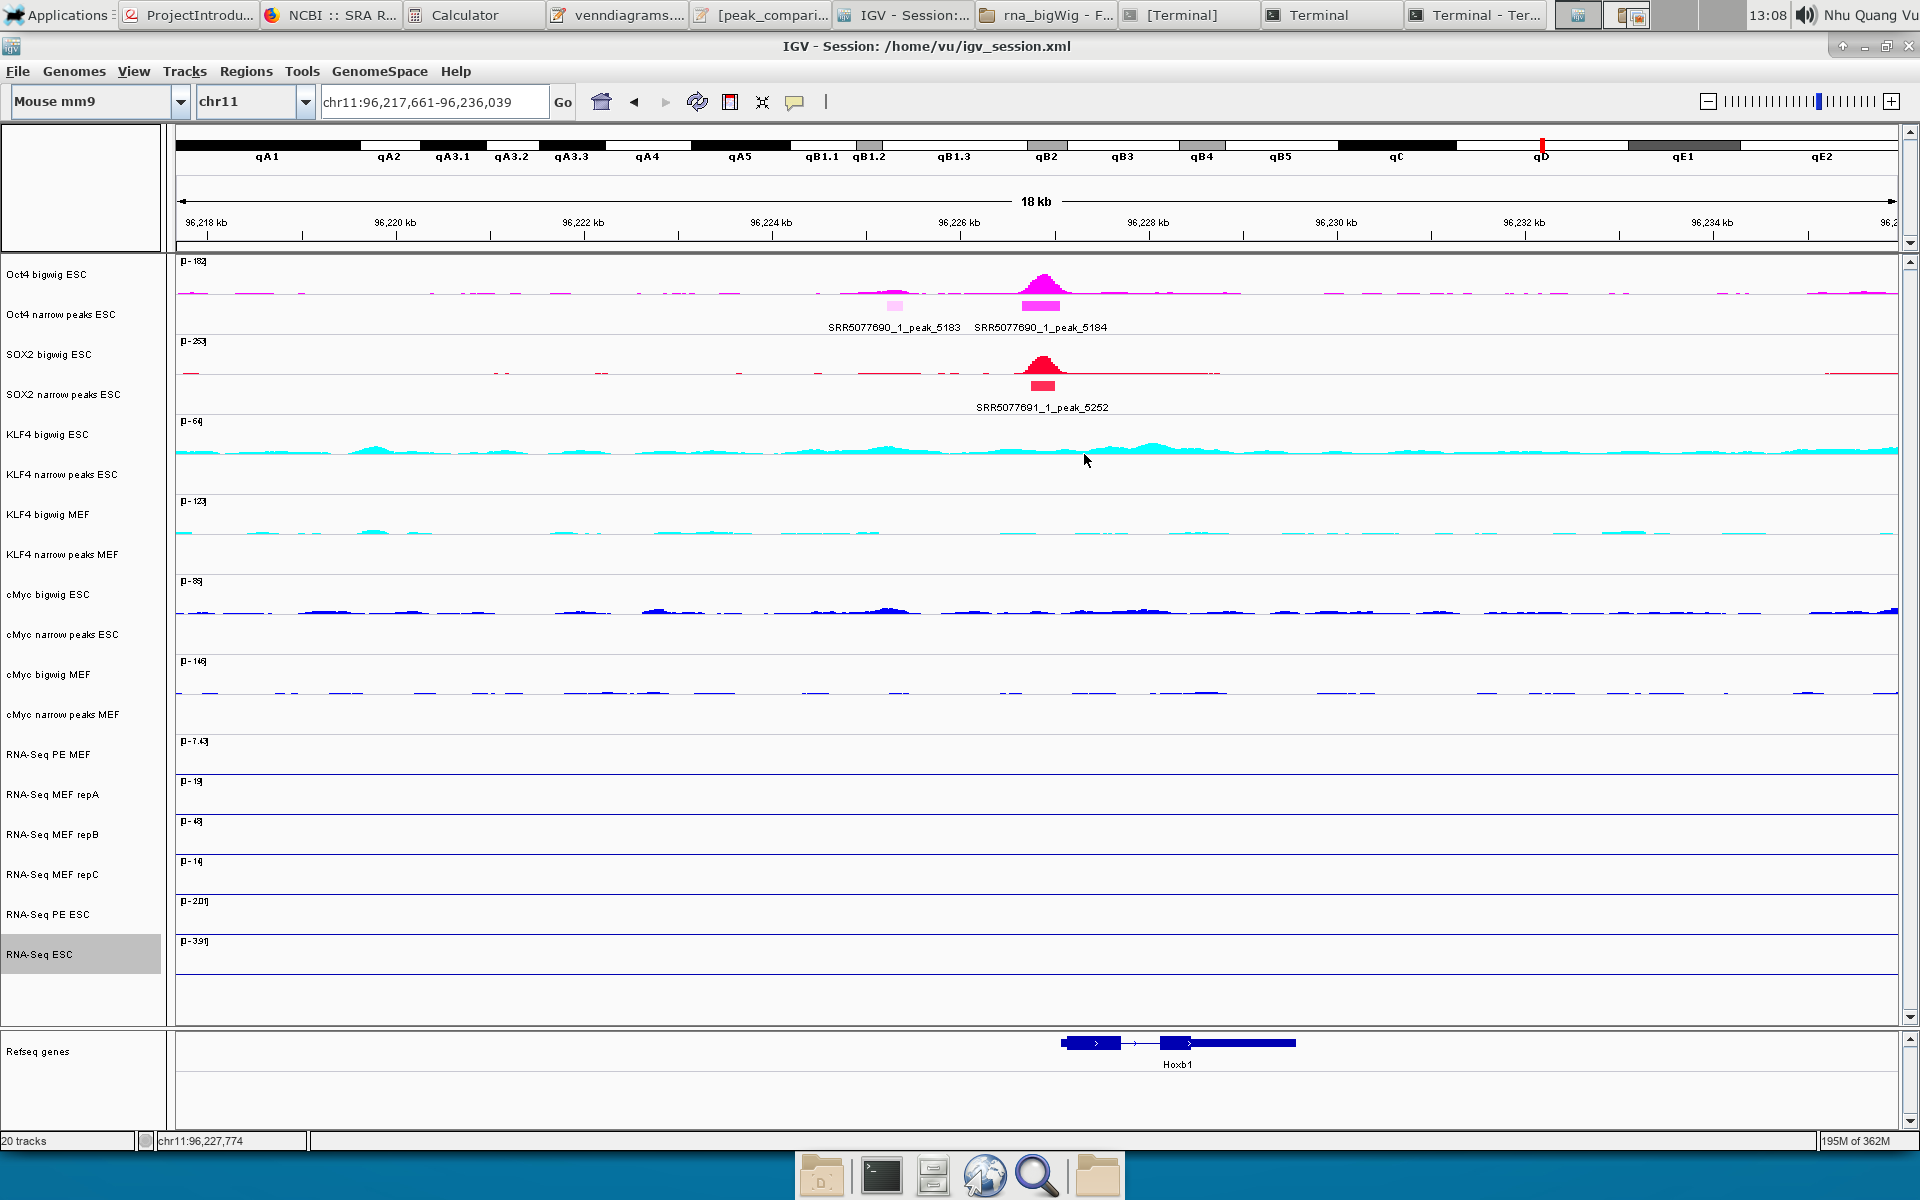 Applications ProjectIntrodu... NCBI :: SRA R... Calculator venndiagrams.... [peak_compari... IGV - Session:... rna_bigWig - F... [Terminal] Terminal Terminal - Ter... 13:08 Nhu Quang Vu
IGV - Session: /home/vu/igv_session.xml
File Genomes View Tracks Regions Tools GenomeSpace Help
Mouse mm9 chr11 chr11:96,217,661-96,236,039 Go
qA1 qA2 qA3.1 qA3.2 qA3.3 qA4 qA5 qB1.1 qB1.2 qB1.3 qB2 qB3 qB4 qB5 qC qD qE1 qE2
18 kb
96,218 kb 96,220 kb 96,222 kb 96,224 kb 96,226 kb 96,228 kb 96,230 kb 96,232 kb 96,234 kb 96,2
[0 - 182]
Oct4 bigwig ESC
Oct4 narrow peaks ESC
SRR5077690_1_peak_5183 SRR5077690_1_peak_5184
[0 - 253]
SOX2 bigwig ESC
SOX2 narrow peaks ESC
SRR5077691_1_peak_5252
[0 - 64]
KLF4 bigwig ESC
KLF4 narrow peaks ESC
[0 - 123]
KLF4 bigwig MEF
KLF4 narrow peaks MEF
[0 - 85]
cMyc bigwig ESC
cMyc narrow peaks ESC
[0 - 146]
cMyc bigwig MEF
cMyc narrow peaks MEF
[0 - 7.43]
RNA-Seq PE MEF
[0 - 19]
RNA-Seq MEF repA
[0 - 48]
RNA-Seq MEF repB
[0 - 14]
RNA-Seq MEF repC
[0 - 2.01]
RNA-Seq PE ESC
[0 - 3.91]
RNA-Seq ESC
Refseq genes
Hoxb1
20 tracks chr11:96,227,774 195M of 362M